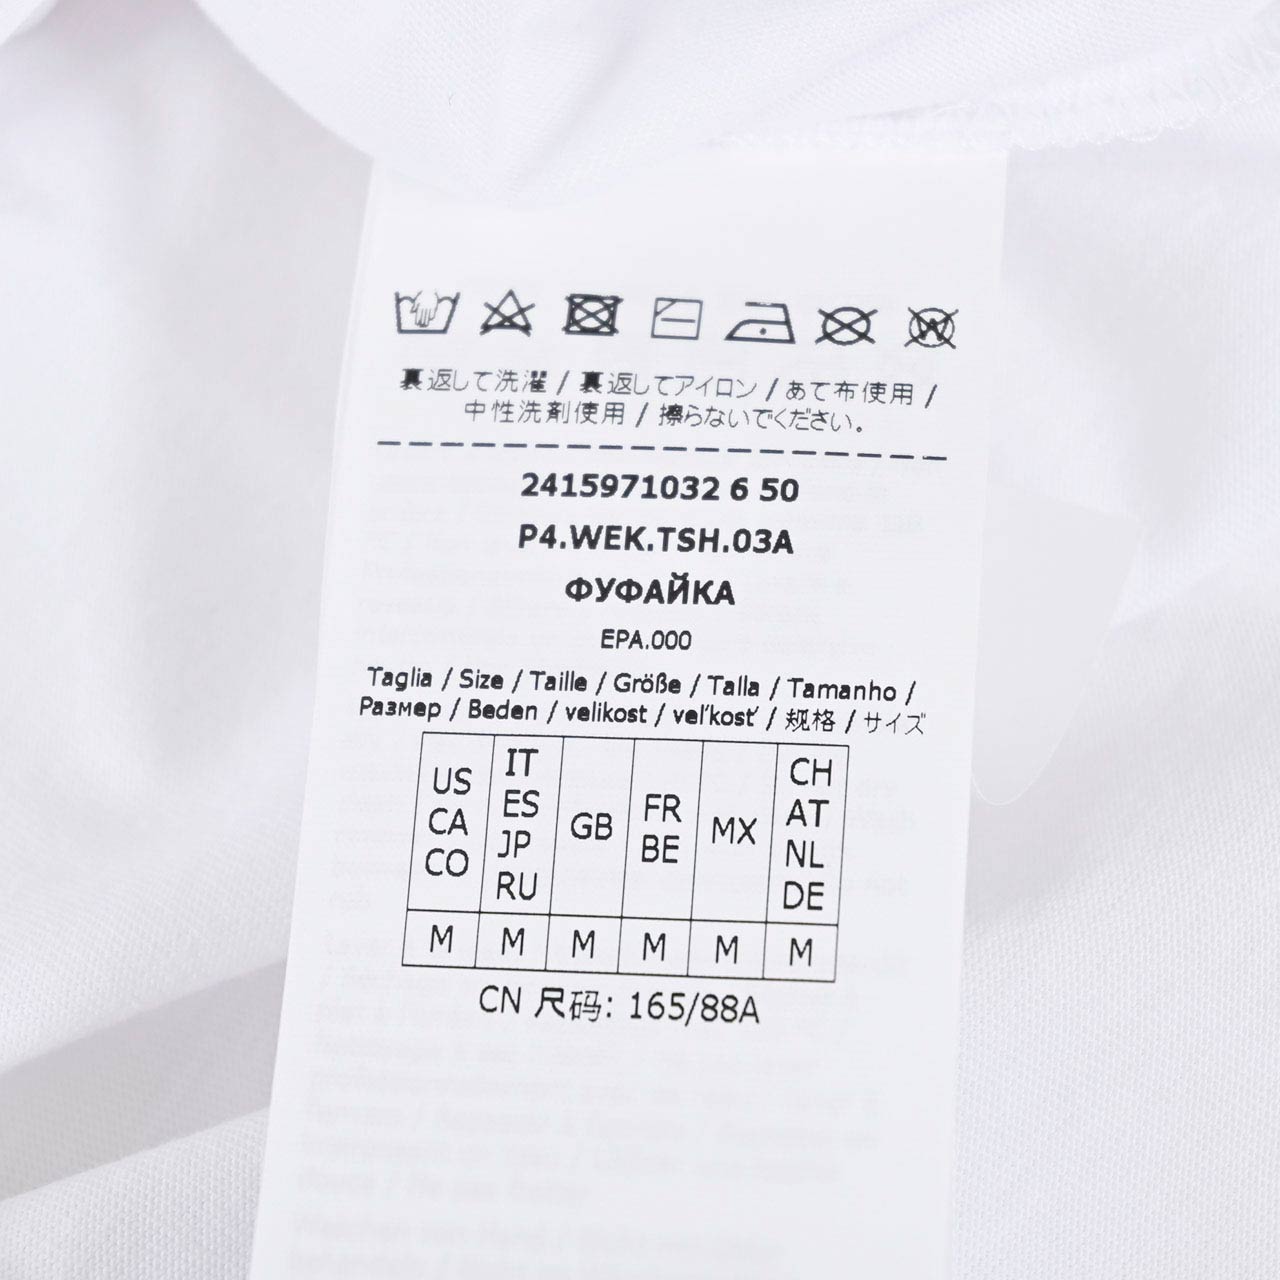 裏返して洗濯 / 裏返してアイロン / あて布使用 /
中性洗剤使用 / 擦らないでください。
2415971032 6 50
P4.WEK.TSH.03A
ФУФАЙКА
EPA.000
Taglia / Size / Taille / Größe / Talla / Tamanho /
Размер / Beden / velikost / veľkosť / 规格 / サイズ
US CA CO
IT ES JP RU
GB
FR BE
MX
CH AT NL DE
M M M M M M
CN 尺码: 165/88A